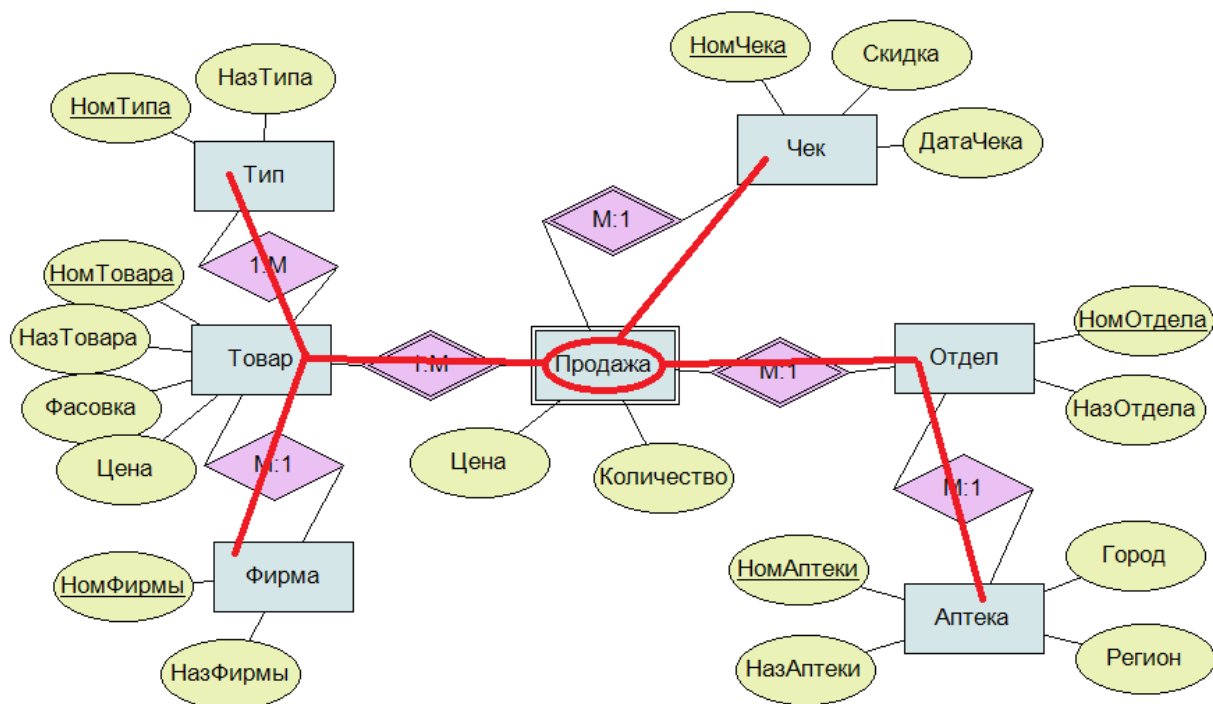 НомЧека
Скидка
НазТипа
НомТипа
Чек
ДатаЧека
Тип
М:1
1:М
НомТовара
НомОтдела
НазТовара
Товар
1:М
Продажа
М:1
Отдел
Фасовка
НазОтдела
Цена
М:1
Цена
Количество
М:1
Город
НомАптеки
НомФирмы
Фирма
Аптека
НазФирмы
НазАптеки
Регион